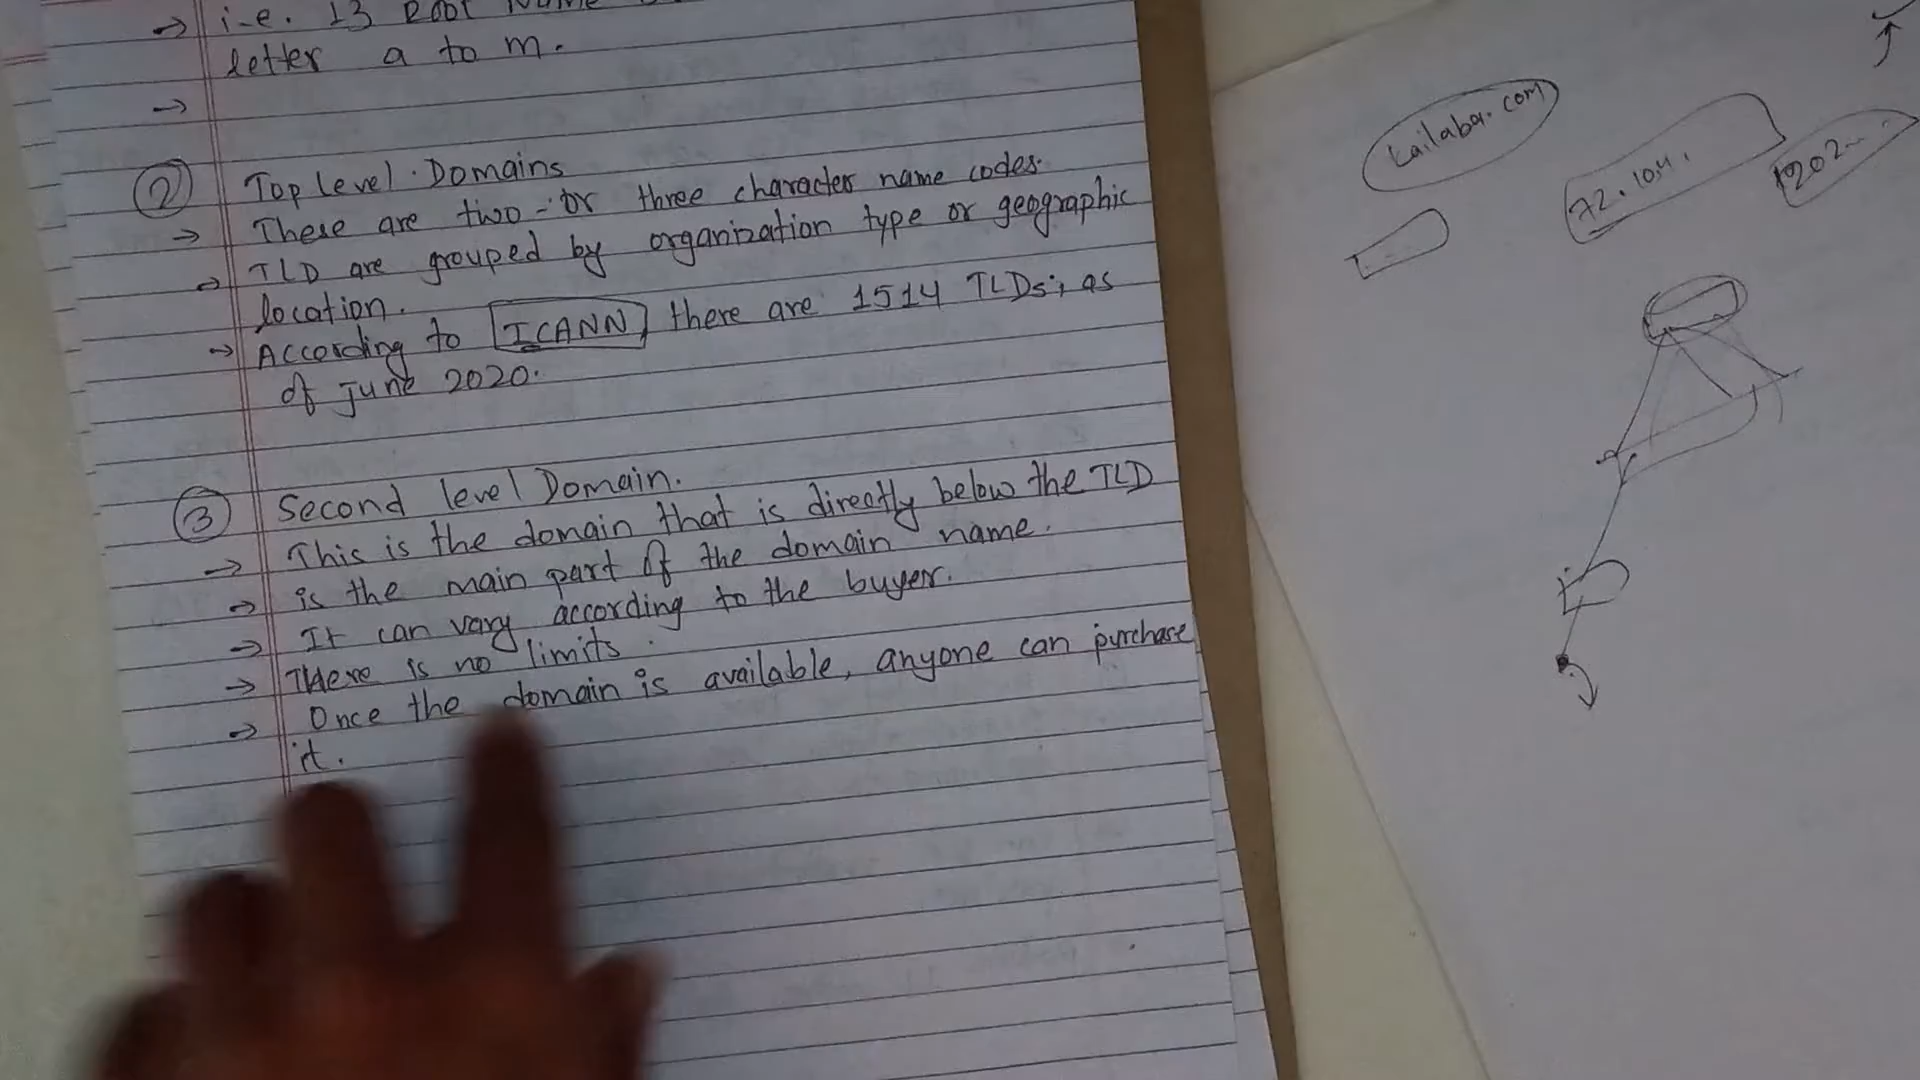 → i-e. 13 Root Name
letter a to m.
→
② Top level Domains
→ These are two-or three character name codes.
→ TLD are grouped by organization type or geographic
location.
→ According to ICANN, there are 1514 TLDs, as
of june 2020.
③ Second level Domain.
→ This is the domain that is directly below the TLD
→ is the main part of the domain name.
→ It can vary according to the buyer.
→ There is no limits.
→ Once the domain is available, anyone can purchase
it.
kailaba.com
72.104.
202